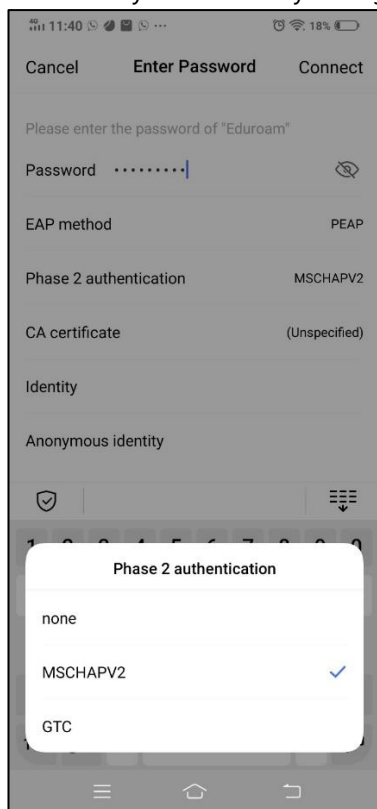 11:40 18%
Cancel Enter Password Connect
Please enter the password of "Eduroam"
Password
EAP method PEAP
Phase 2 authentication MSCHAPV2
CA certificate (Unspecified)
Identity
Anonymous identity
Phase 2 authentication
none
MSCHAPV2
GTC